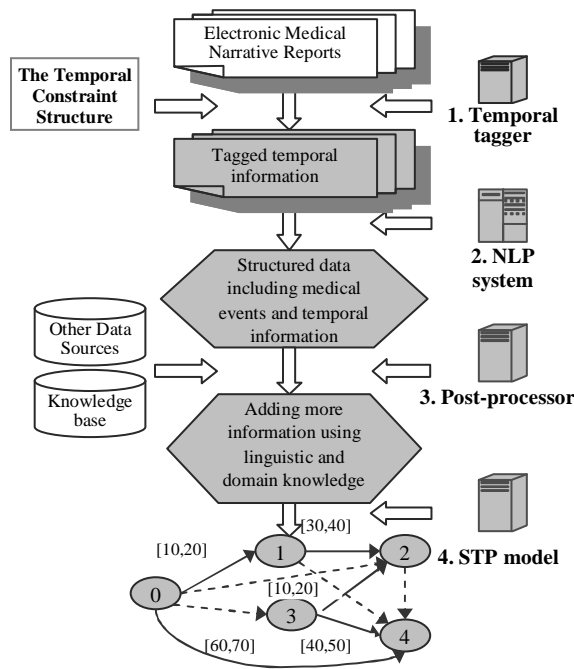 Electronic Medical
Narrative Reports
The Temporal
Constraint
Structure
1. Temporal
tagger
Tagged temporal
information
2. NLP
system
Structured data
including medical
events and temporal
information
Other Data
Sources
Knowledge
base
3. Post-processor
Adding more
information using
linguistic and
domain knowledge
4. STP model
[30,40]
[10,20]
1
2
0
[10,20]
3
4
[60,70]
[40,50]